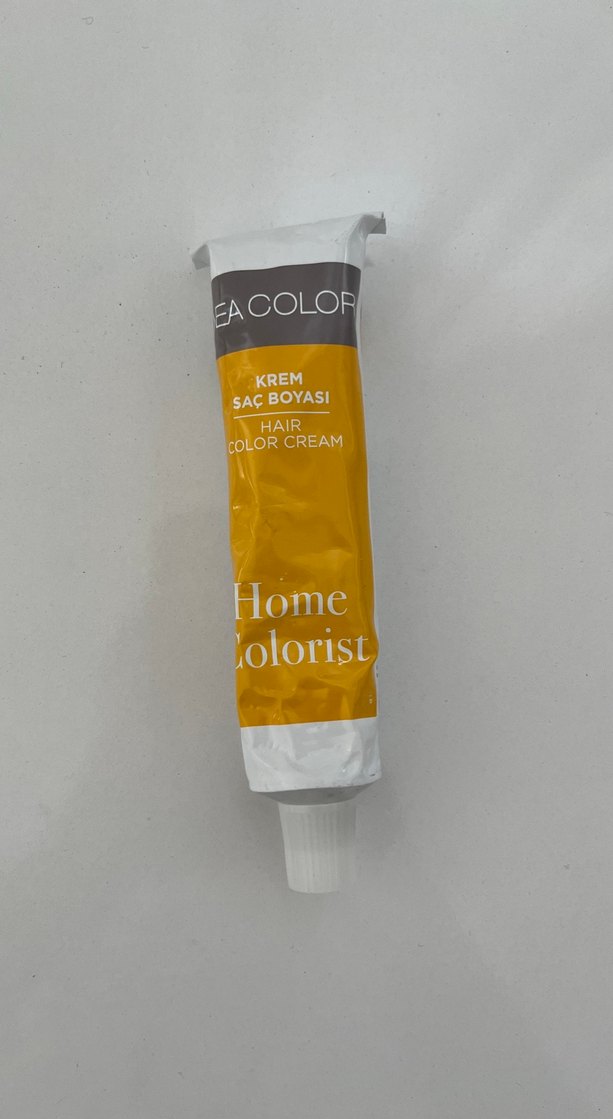 EA COLOR
KREM
SAÇ BOYASI
HAIR
COLOR CREAM
Home
Colorist